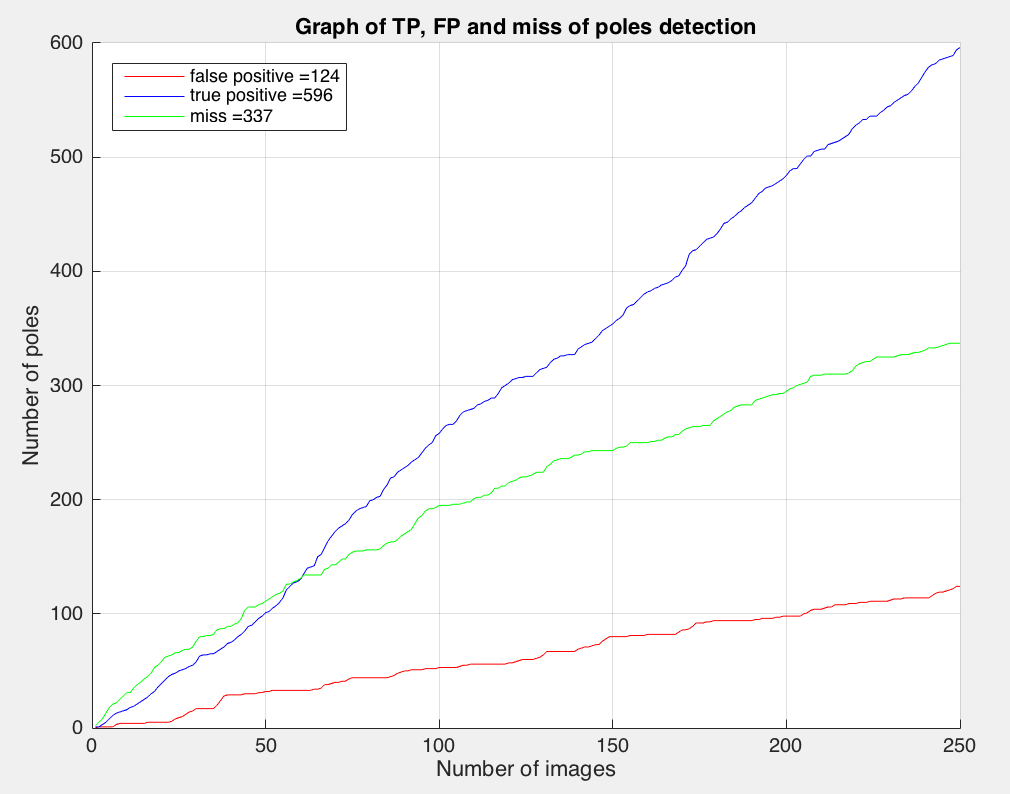 Graph of TP, FP and miss of poles detection
600
500
400
300
200
100
0
false positive =124
true positive =596
miss =337
Number of poles
0 50 100 150 200 250
Number of images